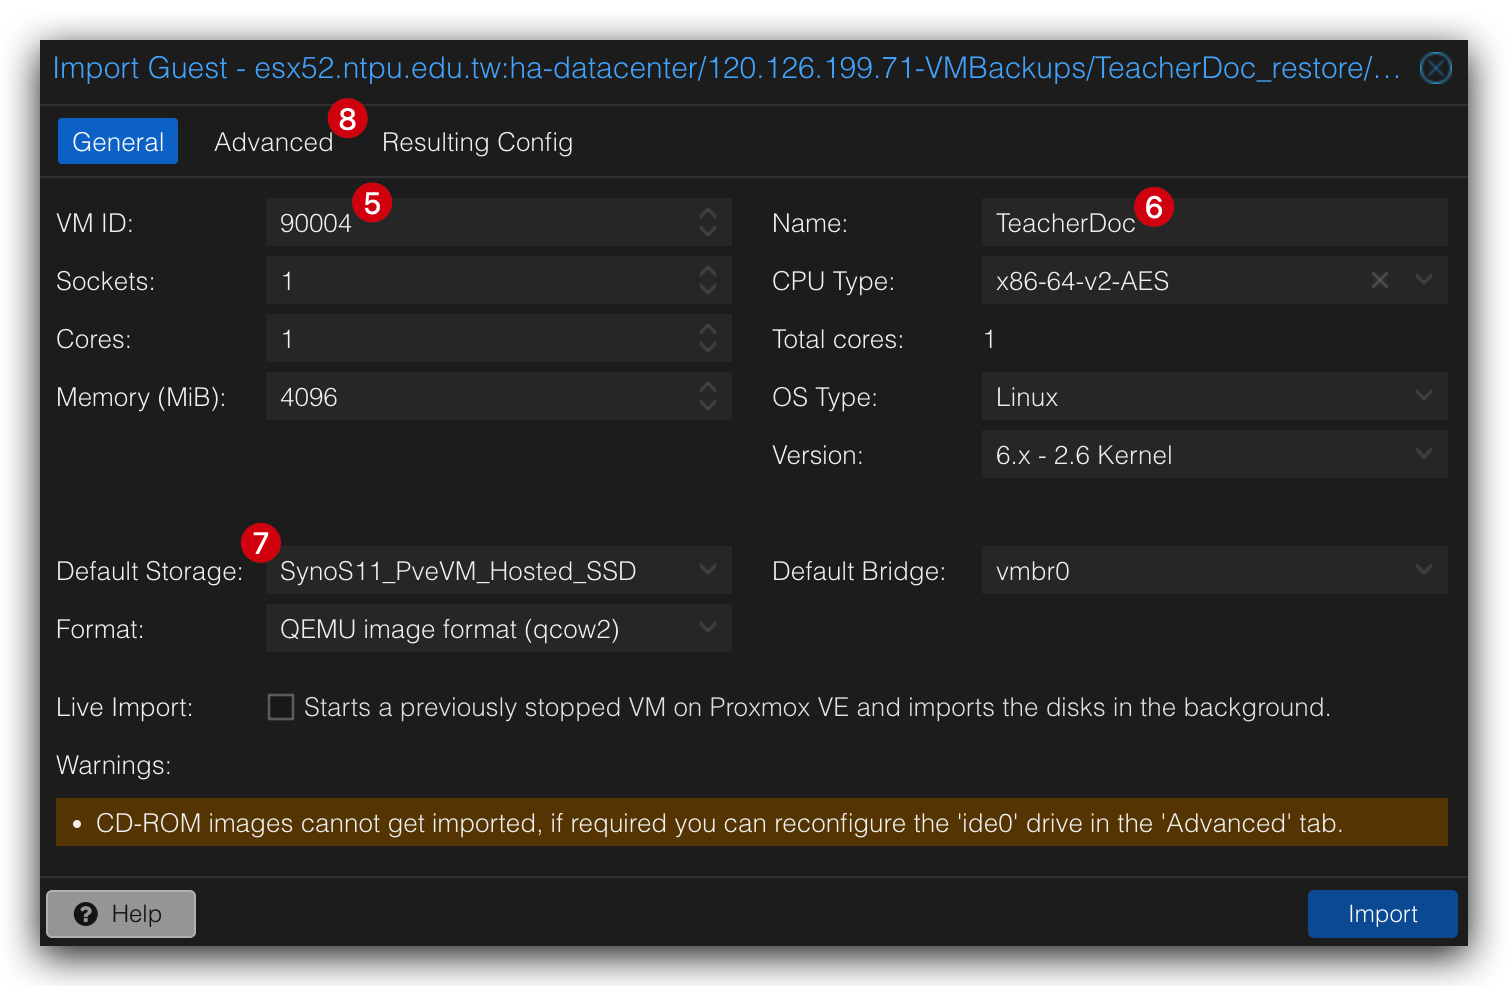 Import Guest - esx52.ntpu.edu.tw:ha-datacenter/120.126.199.71-VMBackups/TeacherDoc_restore/...
General Advanced 8 Resulting Config
VM ID: 90004 5 Name: TeacherDoc 6
Sockets: 1 CPU Type: x86-64-v2-AES
Cores: 1 Total cores: 1
Memory (MiB): 4096 OS Type: Linux
Version: 6.x - 2.6 Kernel
7
Default Storage: SynoS11_PveVM_Hosted_SSD Default Bridge: vmbr0
Format: QEMU image format (qcow2)
Live Import: Starts a previously stopped VM on Proxmox VE and imports the disks in the background.
Warnings:
• CD-ROM images cannot get imported, if required you can reconfigure the 'ide0' drive in the 'Advanced' tab.
? Help Import